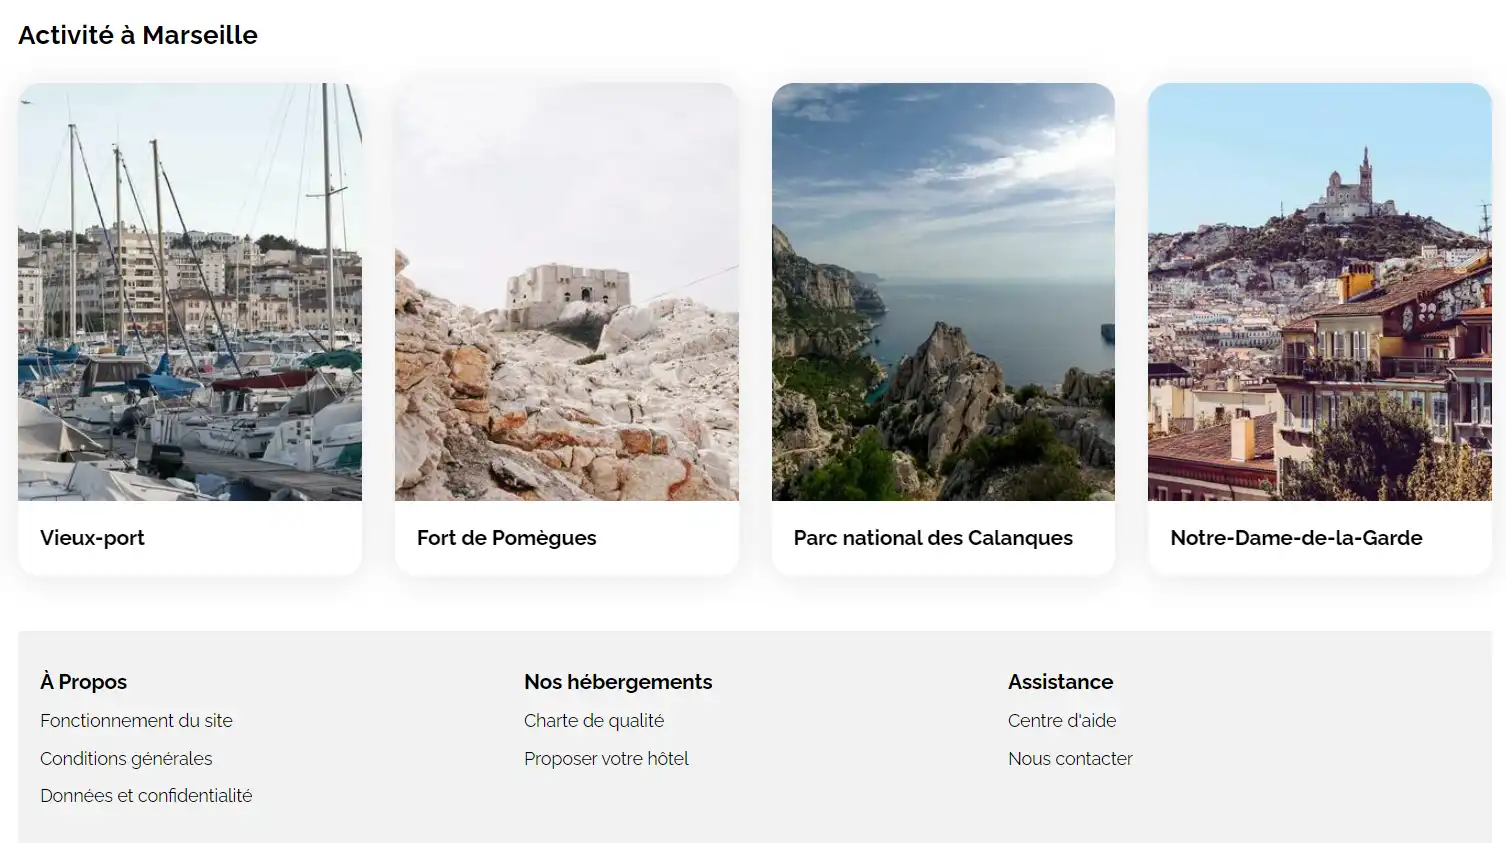 Activité à Marseille
Vieux-port
Fort de Pomègues
Parc national des Calanques
Notre-Dame-de-la-Garde
À Propos
Fonctionnement du site
Conditions générales
Données et confidentialité
Nos hébergements
Charte de qualité
Proposer votre hôtel
Assistance
Centre d'aide
Nous contacter